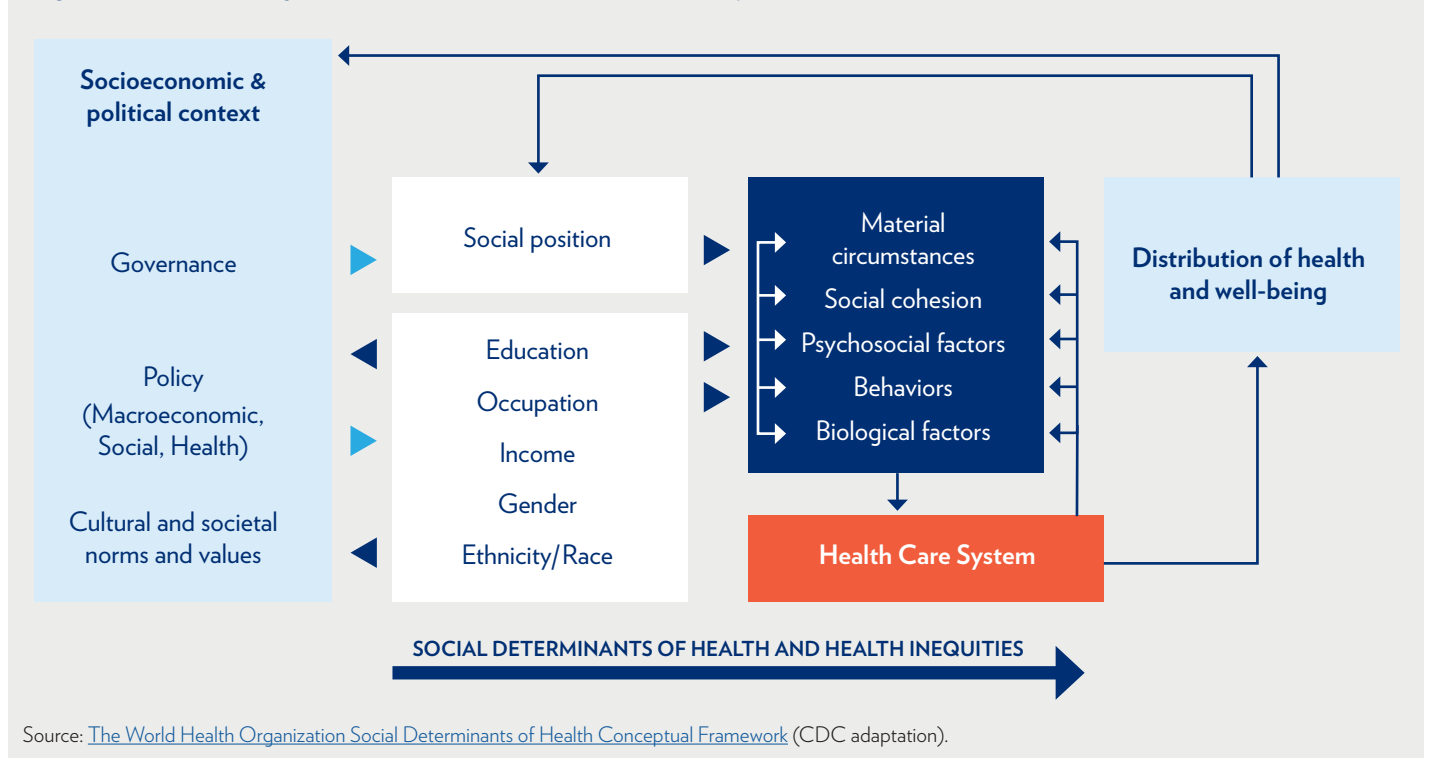 Socioeconomic &
political context
Governance
Policy
(Macroeconomic,
Social, Health)
Cultural and societal
norms and values
Social position
Education
Occupation
Income
Gender
Ethnicity/Race
Material
circumstances
Social cohesion
Psychosocial factors
Behaviors
Biological factors
Health Care System
Distribution of health
and well-being
SOCIAL DETERMINANTS OF HEALTH AND HEALTH INEQUITIES
Source: The World Health Organization Social Determinants of Health Conceptual Framework (CDC adaptation).